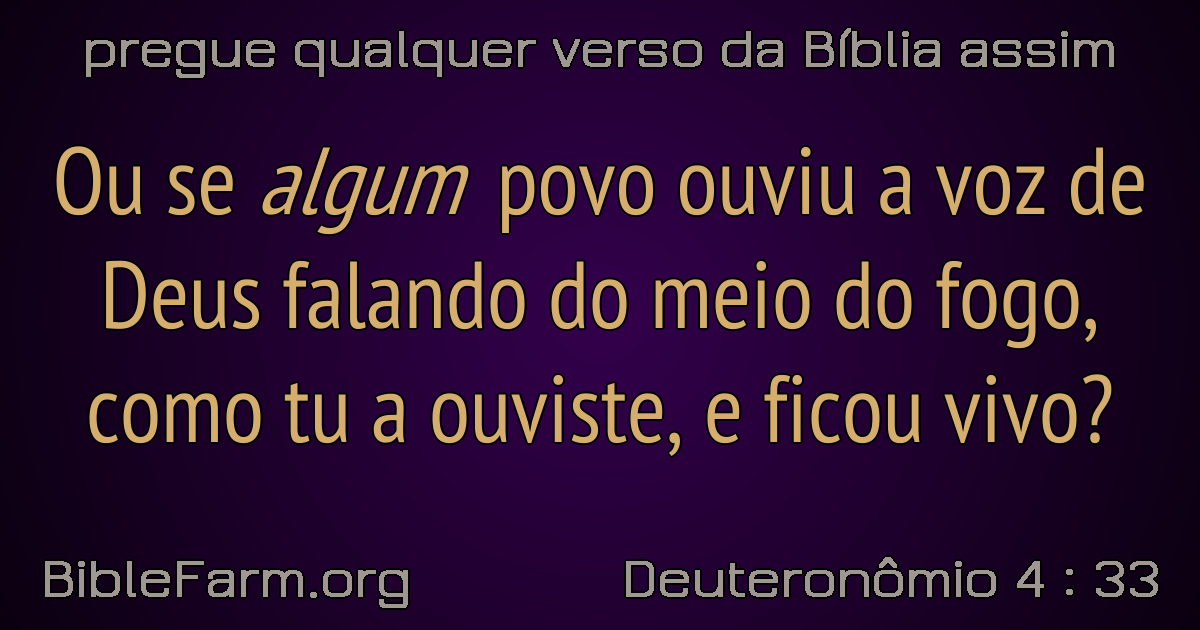 pregue qualquer verso da Bíblia assim
Ou se algum povo ouviu a voz de
Deus falando do meio do fogo,
como tu a ouviste, e ficou vivo?
BibleFarm.org
Deuteronômio 4 : 33